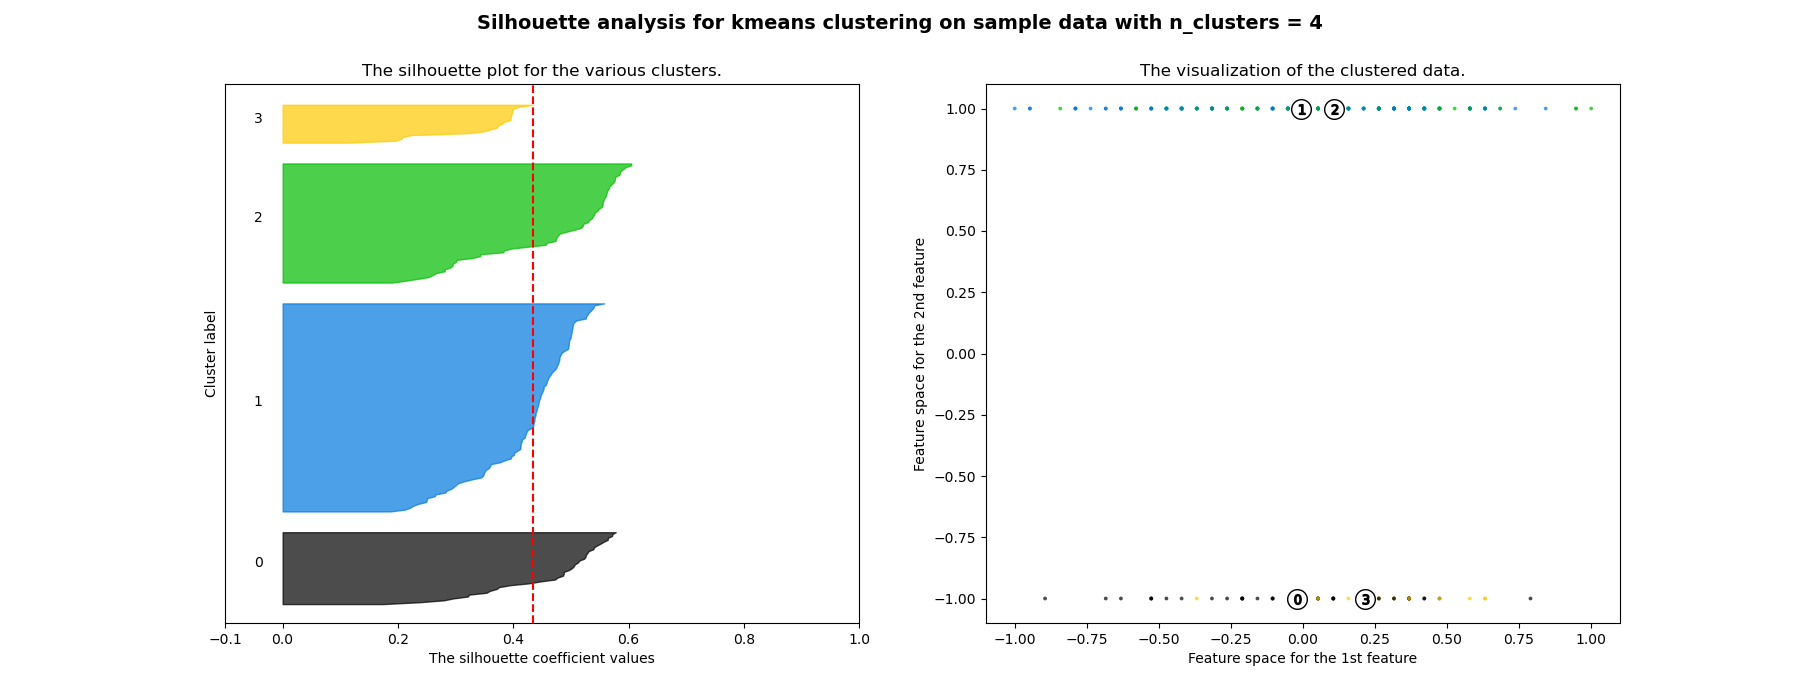 Silhouette analysis for kmeans clustering on sample data with n_clusters = 4
The silhouette plot for the various clusters.
3
2
1
0
Cluster label
−0.1 0.0 0.2 0.4 0.6 0.8 1.0
The silhouette coefficient values
The visualization of the clustered data.
1.00
0.75
0.50
0.25
0.00
−0.25
−0.50
−0.75
−1.00
Feature space for the 2nd feature
1 2
0 3
−1.00 −0.75 −0.50 −0.25 0.00 0.25 0.50 0.75 1.00
Feature space for the 1st feature